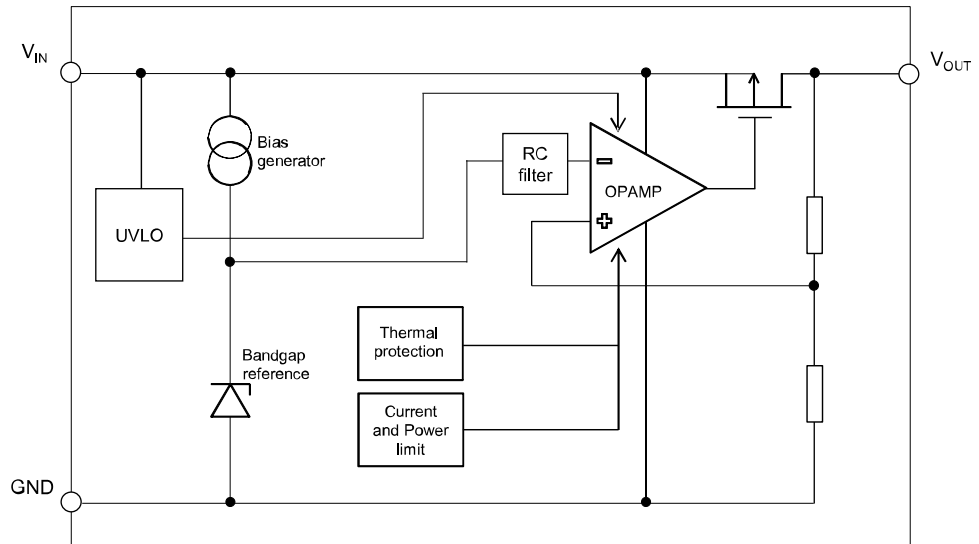 VIN
VOUT
Bias
generator
RC
filter
OPAMP
UVLO
Thermal
protection
Bandgap
reference
Current
and Power
limit
GND